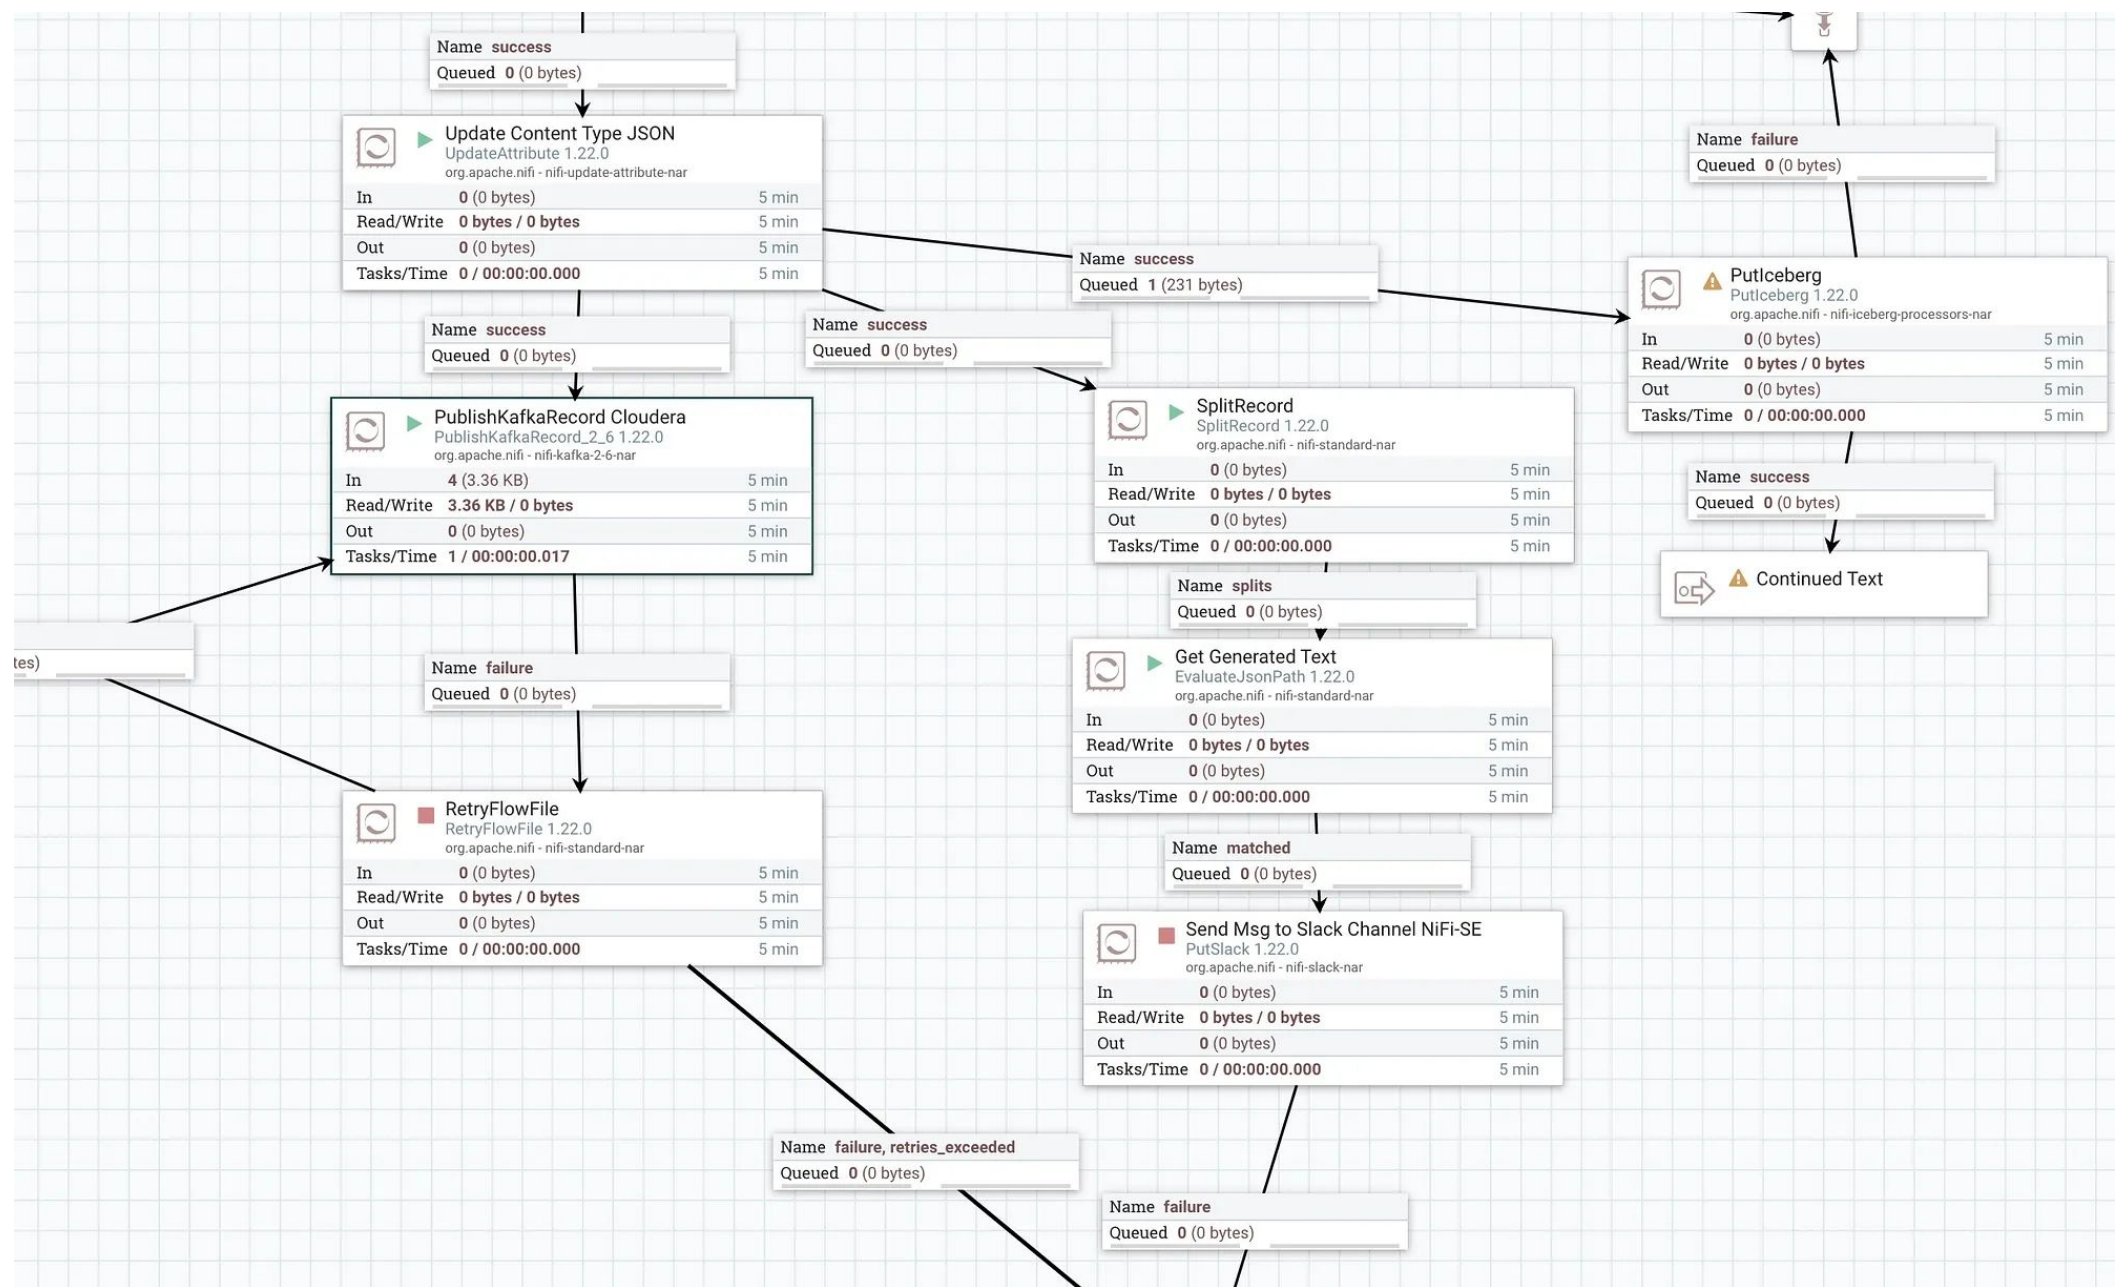 Name success
Queued 0 (0 bytes)
Update Content Type JSON
UpdateAttribute 1.22.0
org.apache.nifi - nifi-update-attribute-nar
In 0 (0 bytes) 5 min
Read/Write 0 bytes / 0 bytes 5 min
Out 0 (0 bytes) 5 min
Tasks/Time 0 / 00:00:00.000 5 min
Name failure
Queued 0 (0 bytes)
Name success
Queued 1 (231 bytes)
PutIceberg
PutIceberg 1.22.0
org.apache.nifi - nifi-iceberg-processors-nar
In 0 (0 bytes) 5 min
Read/Write 0 bytes / 0 bytes 5 min
Out 0 (0 bytes) 5 min
Tasks/Time 0 / 00:00:00.000 5 min
Name success
Queued 0 (0 bytes)
Name success
Queued 0 (0 bytes)
PublishKafkaRecord Cloudera
PublishKafkaRecord_2_6 1.22.0
org.apache.nifi - nifi-kafka-2-6-nar
In 4 (3.36 KB) 5 min
Read/Write 3.36 KB / 0 bytes 5 min
Out 0 (0 bytes) 5 min
Tasks/Time 1 / 00:00:00.017 5 min
SplitRecord
SplitRecord 1.22.0
org.apache.nifi - nifi-standard-nar
In 0 (0 bytes) 5 min
Read/Write 0 bytes / 0 bytes 5 min
Out 0 (0 bytes) 5 min
Tasks/Time 0 / 00:00:00.000 5 min
Name success
Queued 0 (0 bytes)
Continued Text
Name splits
Queued 0 (0 bytes)
tes)
Name failure
Queued 0 (0 bytes)
Get Generated Text
EvaluateJsonPath 1.22.0
org.apache.nifi - nifi-standard-nar
In 0 (0 bytes) 5 min
Read/Write 0 bytes / 0 bytes 5 min
Out 0 (0 bytes) 5 min
Tasks/Time 0 / 00:00:00.000 5 min
RetryFlowFile
RetryFlowFile 1.22.0
org.apache.nifi - nifi-standard-nar
In 0 (0 bytes) 5 min
Read/Write 0 bytes / 0 bytes 5 min
Out 0 (0 bytes) 5 min
Tasks/Time 0 / 00:00:00.000 5 min
Name matched
Queued 0 (0 bytes)
Send Msg to Slack Channel NiFi-SE
PutSlack 1.22.0
org.apache.nifi - nifi-slack-nar
In 0 (0 bytes) 5 min
Read/Write 0 bytes / 0 bytes 5 min
Out 0 (0 bytes) 5 min
Tasks/Time 0 / 00:00:00.000 5 min
Name failure, retries_exceeded
Queued 0 (0 bytes)
Name failure
Queued 0 (0 bytes)